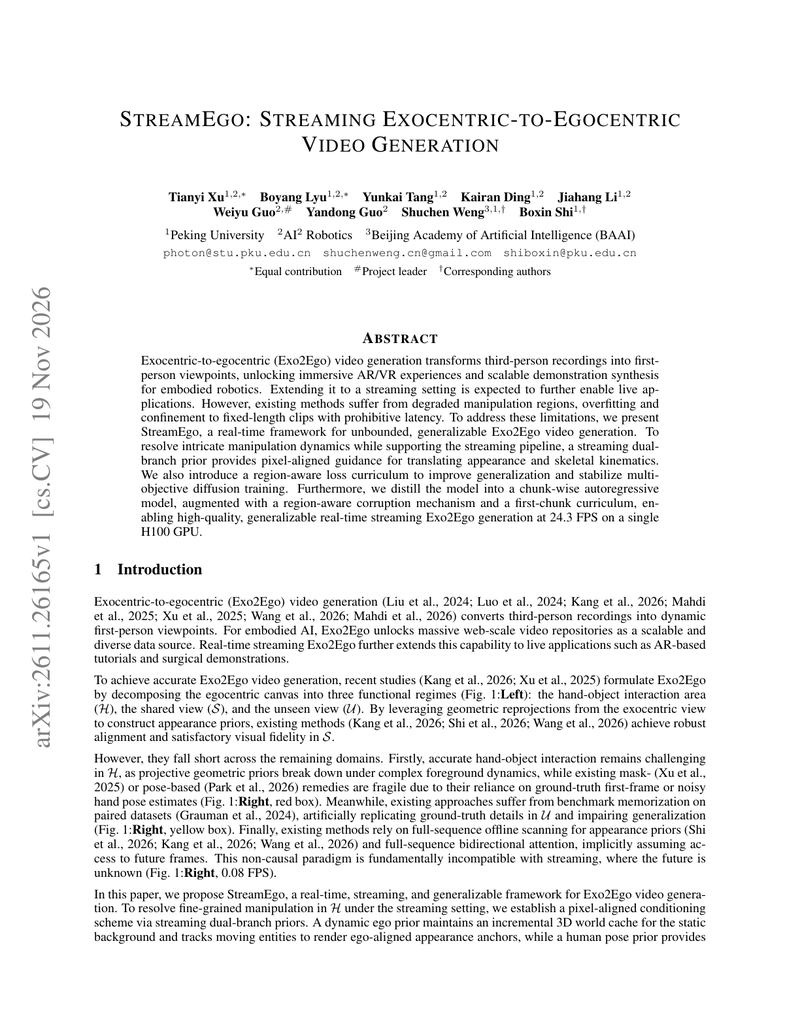 STREAMEGO: STREAMING EXOCENTRIC-TO-EGOCENTRIC
VIDEO GENERATION
Tianyi Xu1,2,∗ Boyang Lyu1,2,∗ Yunkai Tang1,2 Kairan Ding1,2 Jiahang Li1,2
Weiyu Guo2,# Yandong Guo2 Shuchen Weng3,1,† Boxin Shi1,†
1Peking University 2AI2 Robotics 3Beijing Academy of Artificial Intelligence (BAAI)
photon@stu.pku.edu.cn shuchenweng.cn@gmail.com shiboxin@pku.edu.cn
∗Equal contribution #Project leader †Corresponding authors
arXiv:2611.26165v1 [cs.CV] 19 Nov 2026
ABSTRACT
Exocentric-to-egocentric (Exo2Ego) video generation transforms third-person recordings into first-
person viewpoints, unlocking immersive AR/VR experiences and scalable demonstration synthesis
for embodied robotics. Extending it to a streaming setting is expected to further enable live ap-
plications. However, existing methods suffer from degraded manipulation regions, overfitting and
confinement to fixed-length clips with prohibitive latency. To address these limitations, we present
StreamEgo, a real-time framework for unbounded, generalizable Exo2Ego video generation. To
resolve intricate manipulation dynamics while supporting the streaming pipeline, a streaming dual-
branch prior provides pixel-aligned guidance for translating appearance and skeletal kinematics.
We also introduce a region-aware loss curriculum to improve generalization and stabilize multi-
objective diffusion training. Furthermore, we distill the model into a chunk-wise autoregressive
model, augmented with a region-aware corruption mechanism and a first-chunk curriculum, en-
abling high-quality, generalizable real-time streaming Exo2Ego generation at 24.3 FPS on a single
H100 GPU.
1 Introduction
Exocentric-to-egocentric (Exo2Ego) video generation (Liu et al., 2024; Luo et al., 2024; Kang et al., 2026; Mahdi
et al., 2025; Xu et al., 2025; Wang et al., 2026; Mahdi et al., 2026) converts third-person recordings into dynamic
first-person viewpoints. For embodied AI, Exo2Ego unlocks massive web-scale video repositories as a scalable and
diverse data source. Real-time streaming Exo2Ego further extends this capability to live applications such as AR-based
tutorials and surgical demonstrations.
To achieve accurate Exo2Ego video generation, recent studies (Kang et al., 2026; Xu et al., 2025) formulate Exo2Ego
by decomposing the egocentric canvas into three functional regimes (Fig. 1:Left): the hand-object interaction area
(ℋ), the shared view (𝒮), and the unseen view (𝒰). By leveraging geometric reprojections from the exocentric view
to construct appearance priors, existing methods (Kang et al., 2026; Shi et al., 2026; Wang et al., 2026) achieve robust
alignment and satisfactory visual fidelity in 𝒮.
However, they fall short across the remaining domains. Firstly, accurate hand-object interaction remains challenging
in ℋ, as projective geometric priors break down under complex foreground dynamics, while existing mask- (Xu et al.,
2025) or pose-based (Park et al., 2026) remedies are fragile due to their reliance on ground-truth first-frame or noisy
hand pose estimates (Fig. 1:Right, red box). Meanwhile, existing approaches suffer from benchmark memorization on
paired datasets (Grauman et al., 2024), artificially replicating ground-truth details in 𝒰 and impairing generalization
(Fig. 1:Right, yellow box). Finally, existing methods rely on full-sequence offline scanning for appearance priors (Shi
et al., 2026; Kang et al., 2026; Wang et al., 2026) and full-sequence bidirectional attention, implicitly assuming ac-
cess to future frames. This non-causal paradigm is fundamentally incompatible with streaming, where the future is
unknown (Fig. 1:Right, 0.08 FPS).
In this paper, we propose StreamEgo, a real-time, streaming, and generalizable framework for Exo2Ego video genera-
tion. To resolve fine-grained manipulation in ℋ under the streaming setting, we establish a pixel-aligned conditioning
scheme via streaming dual-branch priors. A dynamic ego prior maintains an incremental 3D world cache for the static
background and tracks moving entities to render ego-aligned appearance anchors, while a human pose prior provides